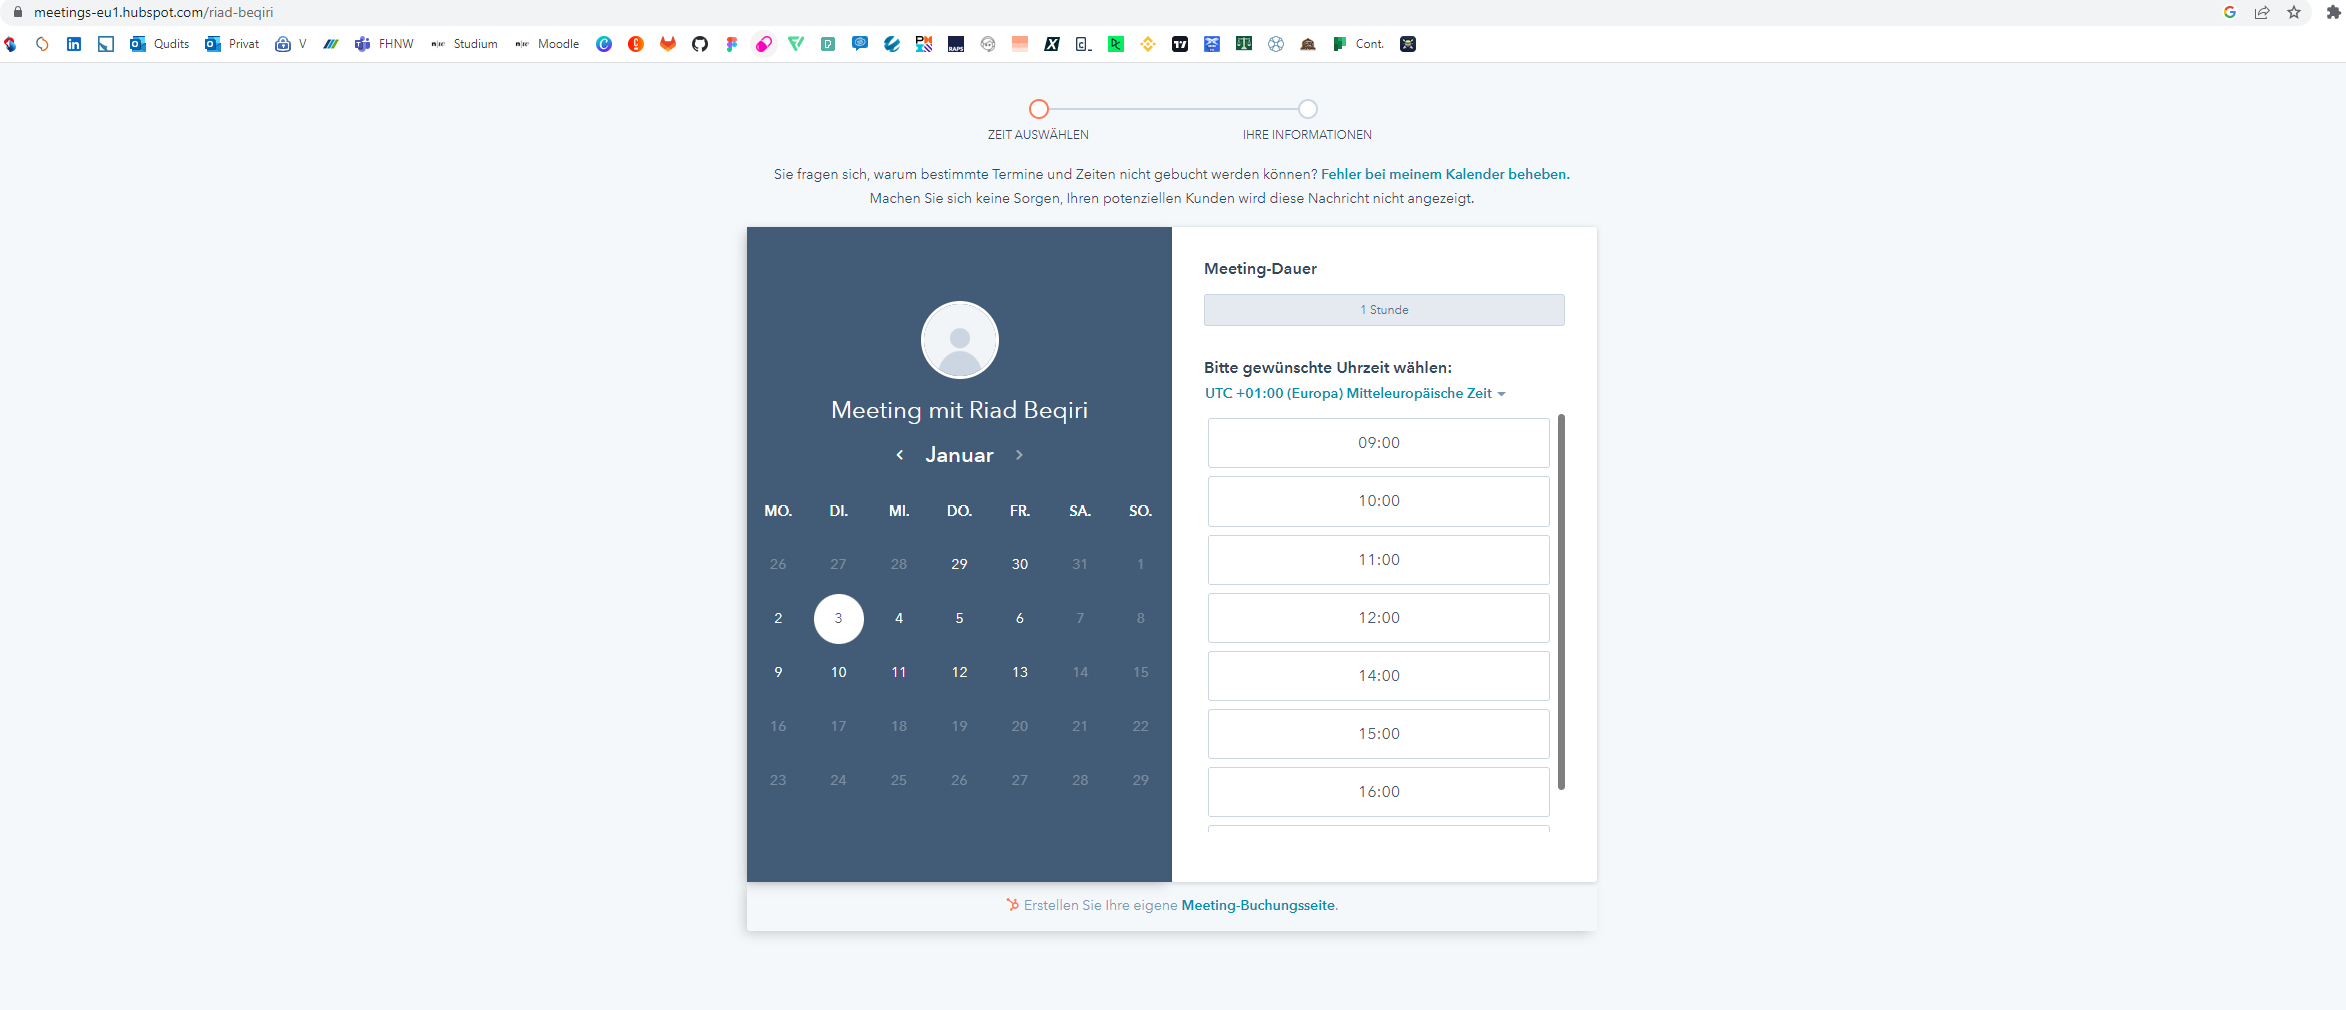 meetings-eu1.hubspot.com/riad-beqiri
Qudits Privat V FHNW Studium Moodle Cont.
ZEIT AUSWÄHLEN
IHRE INFORMATIONEN
Sie fragen sich, warum bestimmte Termine und Zeiten nicht gebucht werden können? Fehler bei meinem Kalender beheben.
Machen Sie sich keine Sorgen, Ihren potenziellen Kunden wird diese Nachricht nicht angezeigt.
Meeting mit Riad Beqiri
Januar
MO. DI. MI. DO. FR. SA. SO.
26 27 28 29 30 31 1
2 3 4 5 6 7 8
9 10 11 12 13 14 15
16 17 18 19 20 21 22
23 24 25 26 27 28 29
Meeting-Dauer
1 Stunde
Bitte gewünschte Uhrzeit wählen:
UTC +01:00 (Europa) Mitteleuropäische Zeit
09:00
10:00
11:00
12:00
14:00
15:00
16:00
Erstellen Sie Ihre eigene Meeting-Buchungsseite.